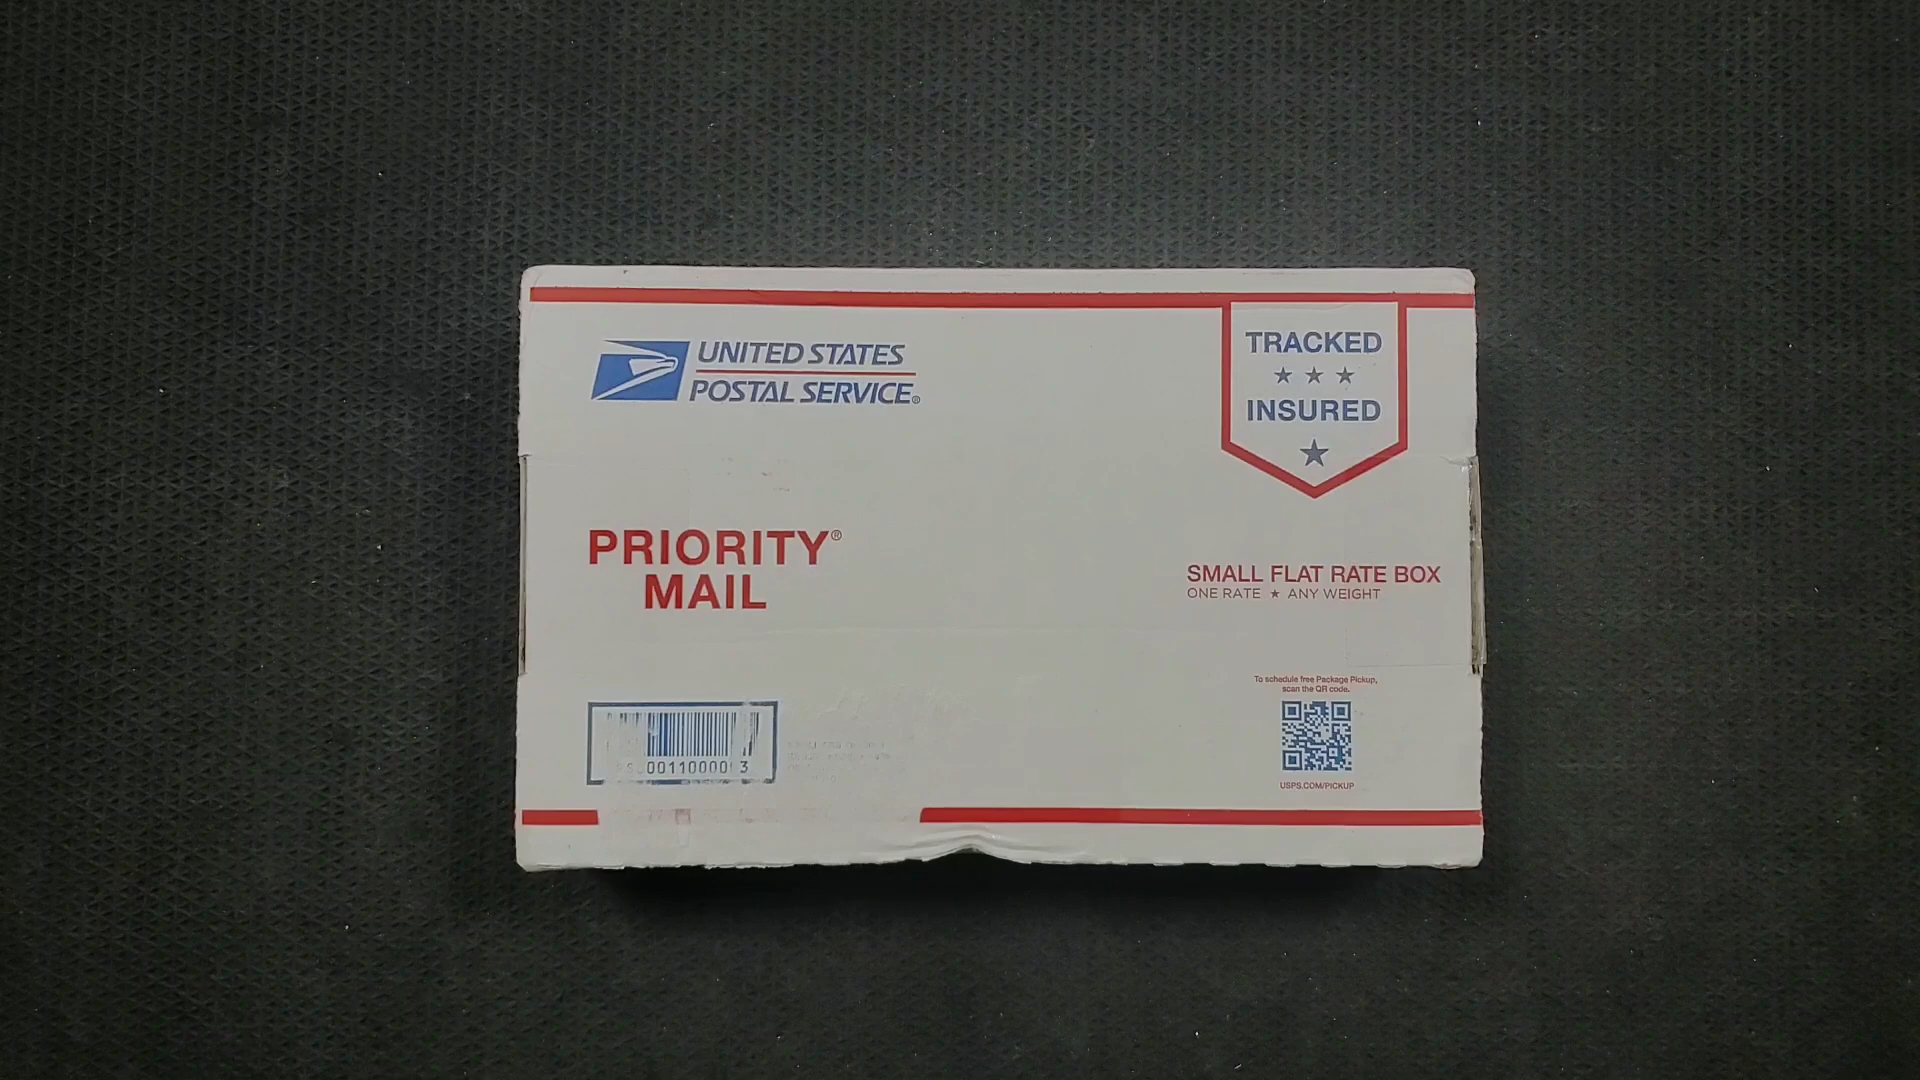 UNITED STATES
POSTAL SERVICE®
TRACKED
★ ★ ★
INSURED
★
PRIORITY®
MAIL
SMALL FLAT RATE BOX
ONE RATE ★ ANY WEIGHT
To schedule free Package Pickup,
scan the QR code.
USPS.COM/PICKUP